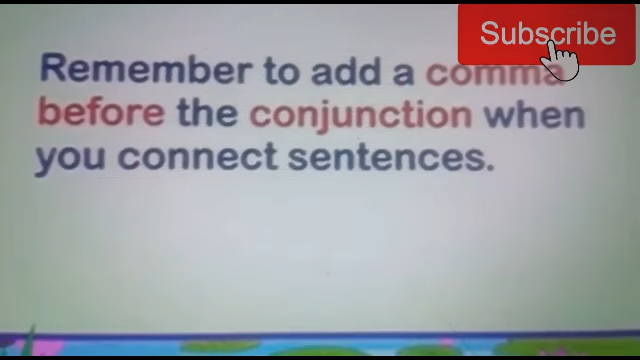 Subscribe
Remember to add a comma
before the conjunction when
you connect sentences.